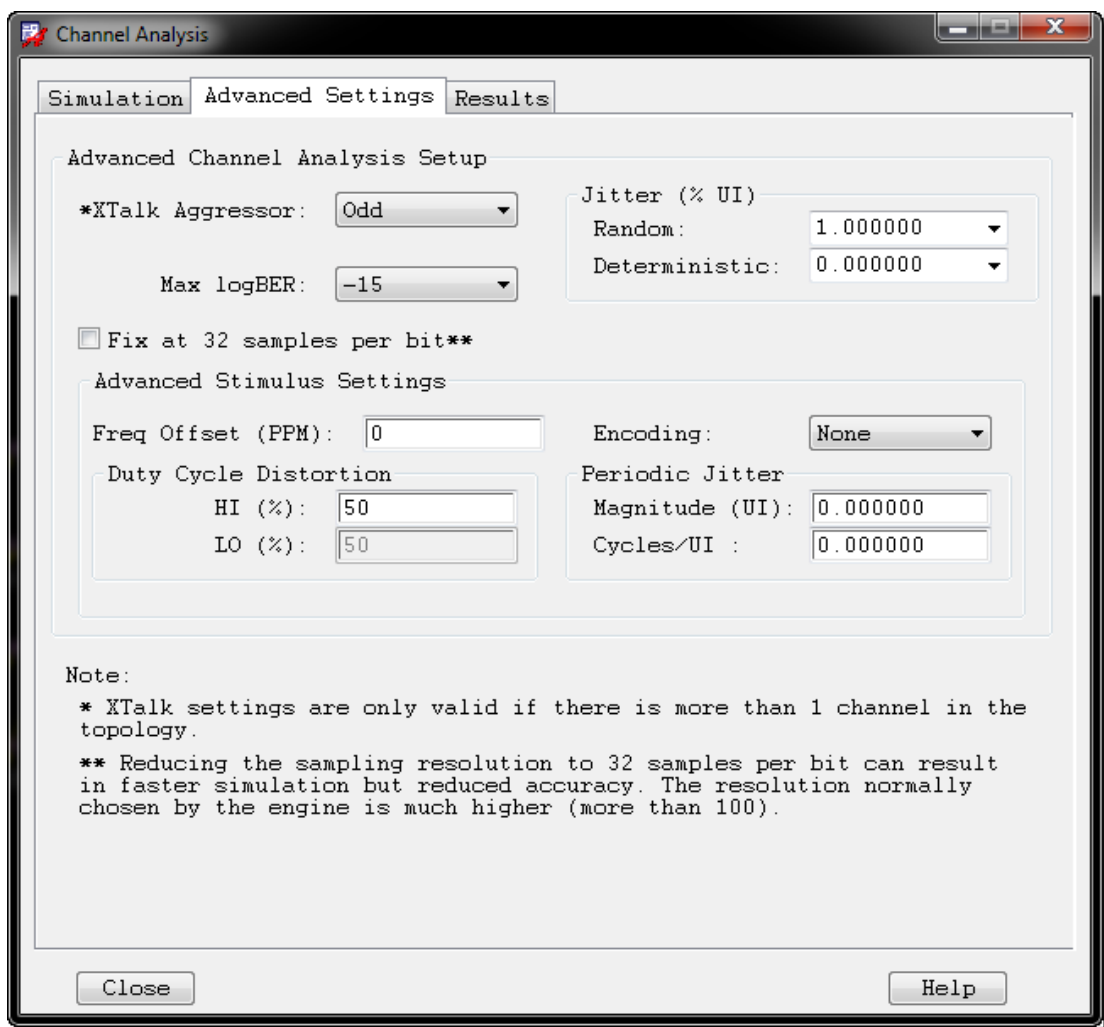 Channel Analysis
Simulation Advanced Settings Results
Advanced Channel Analysis Setup
*XTalk Aggressor: Odd
Max logBER: -15
Jitter (% UI)
Random: 1.000000
Deterministic: 0.000000
Fix at 32 samples per bit**
Advanced Stimulus Settings
Freq Offset (PPM): 0
Encoding: None
Duty Cycle Distortion
HI (%): 50
LO (%): 50
Periodic Jitter
Magnitude (UI): 0.000000
Cycles/UI : 0.000000
Note:
* XTalk settings are only valid if there is more than 1 channel in the
topology.
** Reducing the sampling resolution to 32 samples per bit can result
in faster simulation but reduced accuracy. The resolution normally
chosen by the engine is much higher (more than 100).
Close Help